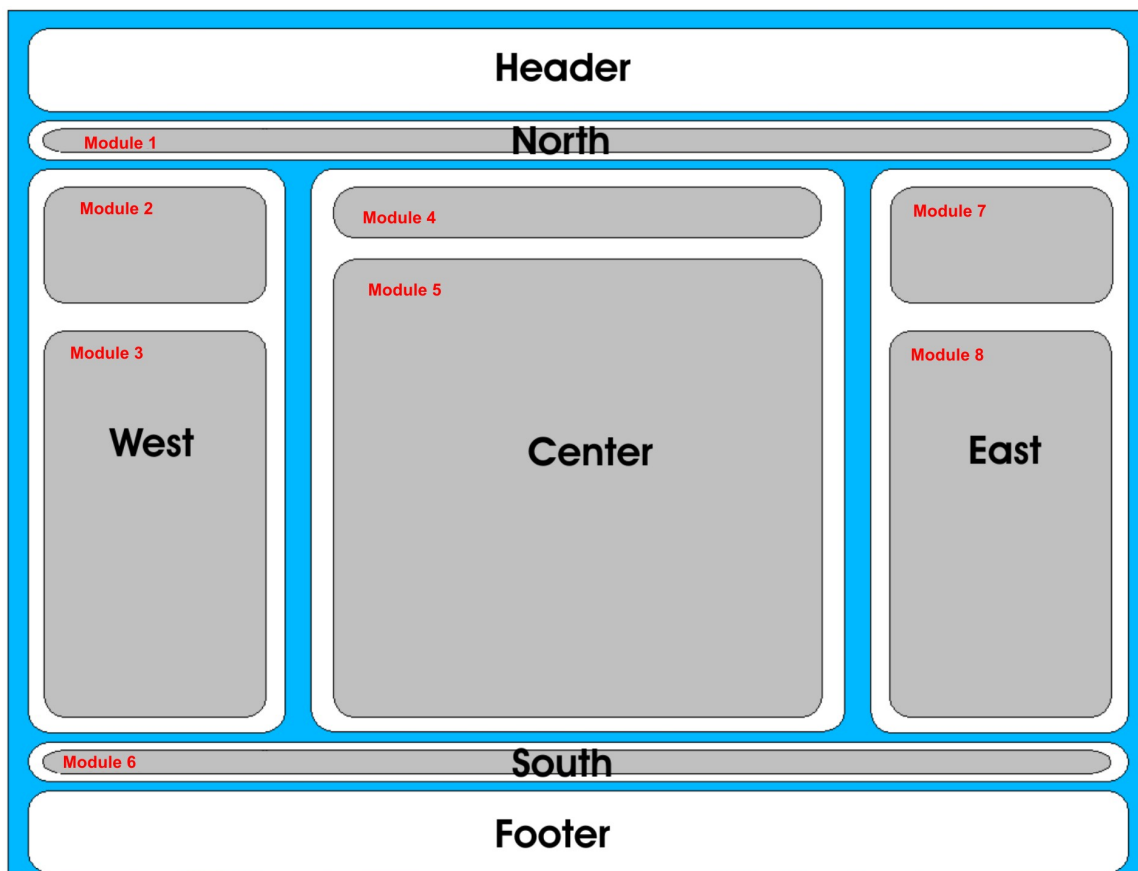 Header
Module 1
North
Module 2
Module 3
West
Module 4
Module 5
Center
Module 7
Module 8
East
Module 6
South
Footer